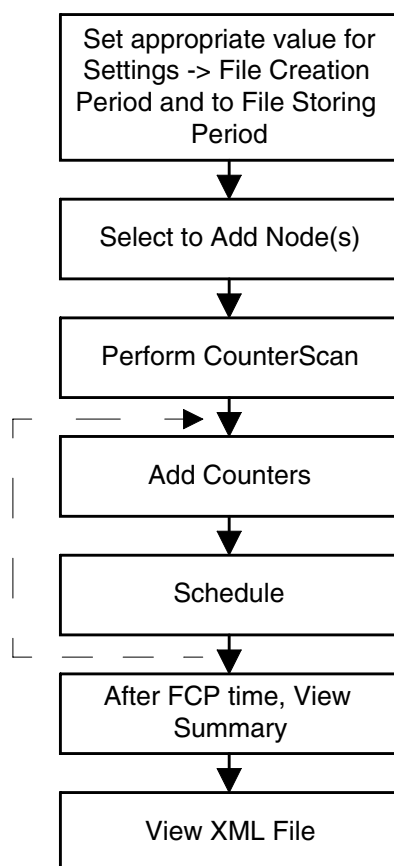 Set appropriate value for
Settings -> File Creation
Period and to File Storing
Period
Select to Add Node(s)
Perform CounterScan
Add Counters
Schedule
After FCP time, View
Summary
View XML File